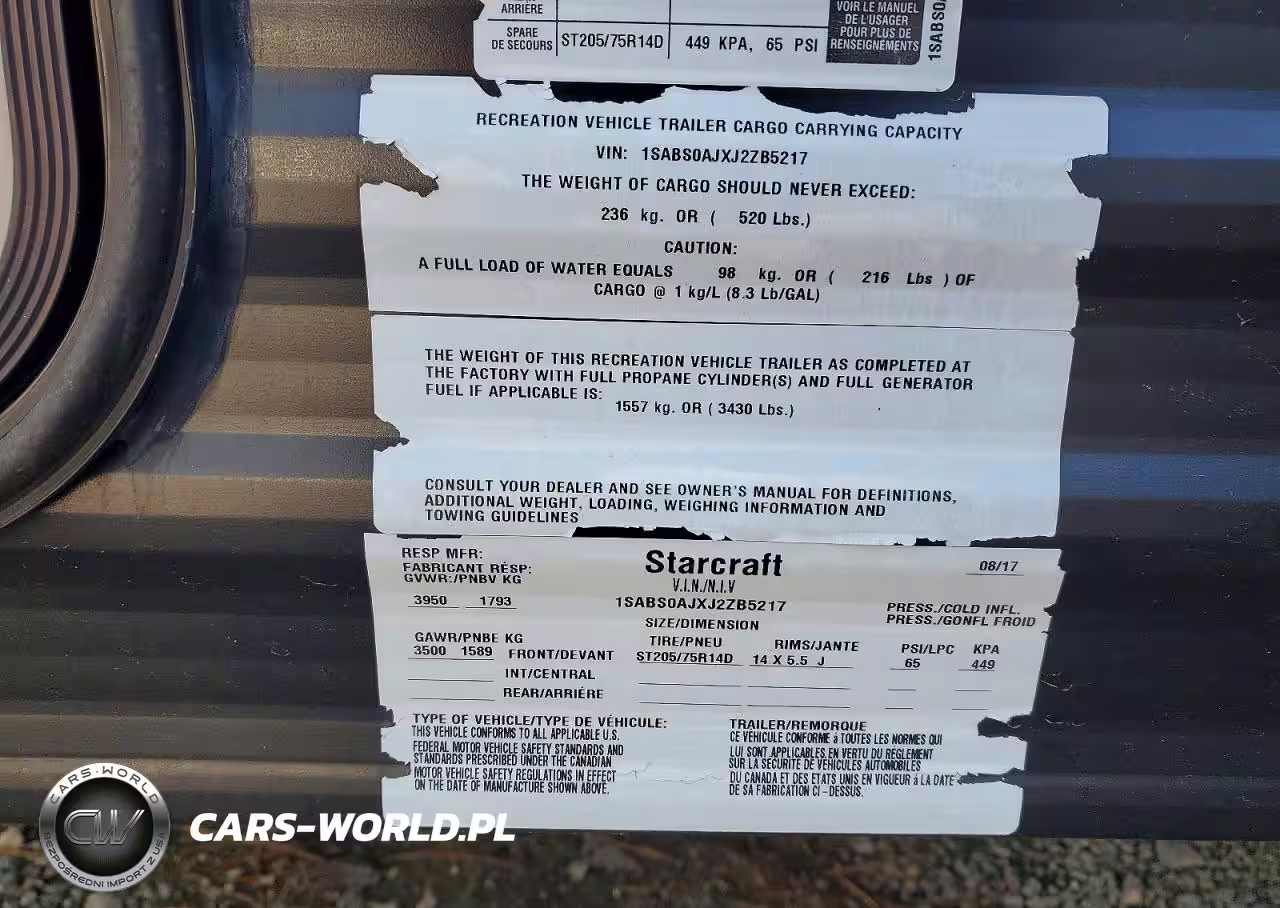 ARRIÈRE
SPARE
DE SECOURS
ST205/75R14D
449 KPA, 65 PSI
VOIR LE MANUEL
DE L'USAGER
POUR PLUS DE
RENSEIGNEMENTS
1SABS0
RECREATION VEHICLE TRAILER CARGO CARRYING CAPACITY
VIN: 1SABS0AJXJ2ZB5217
THE WEIGHT OF CARGO SHOULD NEVER EXCEED:
236 kg. OR ( 520 Lbs.)
CAUTION:
A FULL LOAD OF WATER EQUALS 98 kg. OR ( 216 Lbs ) OF
CARGO @ 1 kg/L (8.3 Lb/GAL)
THE WEIGHT OF THIS RECREATION VEHICLE TRAILER AS COMPLETED AT
THE FACTORY WITH FULL PROPANE CYLINDER(S) AND FULL GENERATOR
FUEL IF APPLICABLE IS:
1557 kg. OR ( 3430 Lbs.)
CONSULT YOUR DEALER AND SEE OWNER'S MANUAL FOR DEFINITIONS,
ADDITIONAL WEIGHT, LOADING, WEIGHING INFORMATION AND
TOWING GUIDELINES
RESP MFR:
FABRICANT RÉSP:
Starcraft
08/17
GVWR:/PNBV KG
V.I.N./N.I.V
3950 1793
1SABS0AJXJ2ZB5217
PRESS./COLD INFL.
PRESS./GONFL FROID
SIZE/DIMENSION
GAWR/PNBE KG
TIRE/PNEU RIMS/JANTE PSI/LPC KPA
3500 1589 FRONT/DEVANT ST205/75R14D 14 X 5.5 J 65 449
INT/CENTRAL
REAR/ARRIÉRE
TYPE OF VEHICLE/TYPE DE VÉHICULE:
THIS VEHICLE CONFORMS TO ALL APPLICABLE U.S.
FEDERAL MOTOR VEHICLE SAFETY STANDARDS AND
STANDARDS PRESCRIBED UNDER THE CANADIAN
MOTOR VEHICLE SAFETY REGULATIONS IN EFFECT
ON THE DATE OF MANUFACTURE SHOWN ABOVE.
TRAILER/REMORQUE
CE VÉHICULE CONFORME à TOUTES LES NORMES QUI
LUI SONT APPLICABLES EN VERTU DU RÉGLEMENT
SUR LA SÉCURITÉ DE VÉHICULES AUTOMOBILES
DU CANADA ET DES ETATS UNIS EN VIGUEUR à LA DATE
DE SA FABRICATION CI-DESSUS.
CARS-WORLD
CW
BEZPOŚREDNI IMPORT Z USA
CARS-WORLD.PL